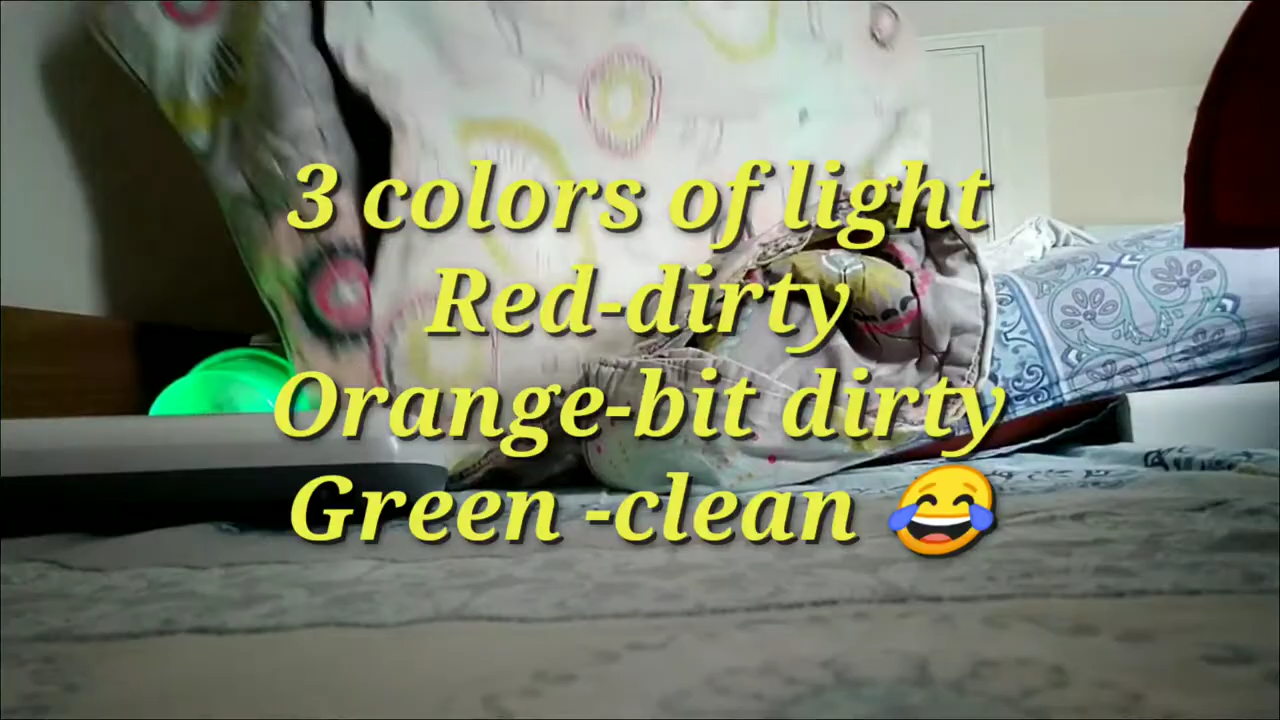 3 colors of light
Red-dirty
Orange-bit dirty
Green -clean 😂